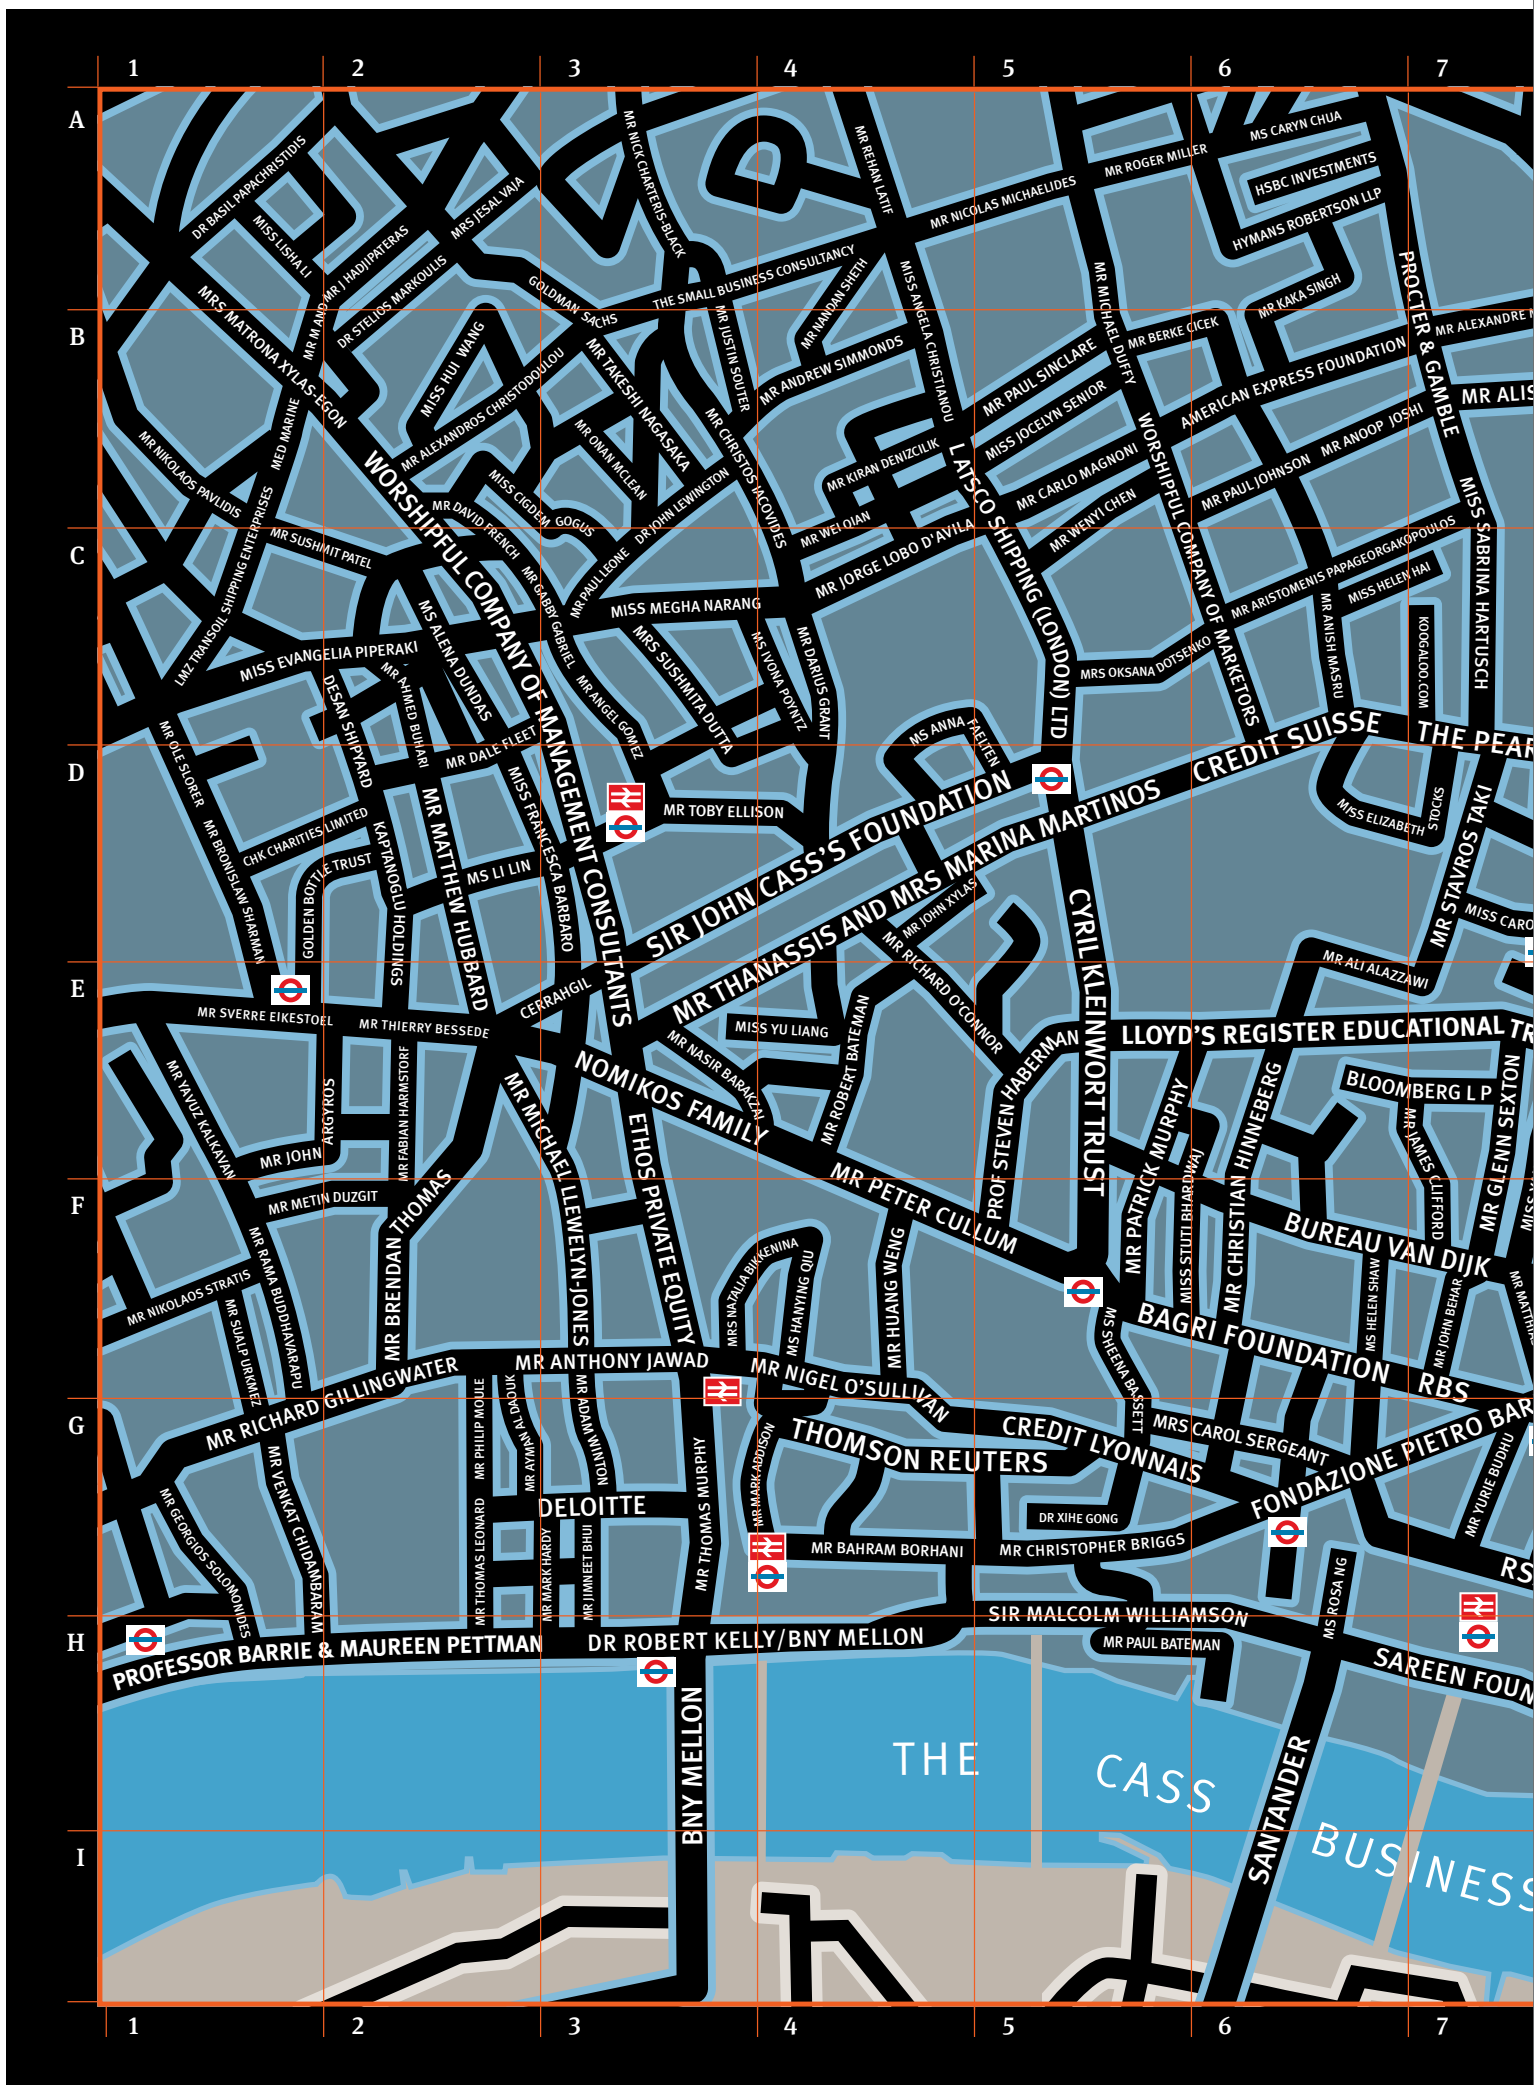 1 2 3 4 5 6 7
A
MR NICK CHARTERIS-BLACK
MR REHAN LATIF
MS CARYN CHUA
DR BASIL PAPACHRISTIDIS
MR ROGER MILLER
HSBC INVESTMENTS
MRS JESAL VAJA
MR NICOLAS MICHAELIDES
HYMANS ROBERTSON LLP
MISS LISHA LI
MR M AND MR J HADJIPATERAS
DR STELIOS MARKOULIS
THE SMALL BUSINESS CONSULTANCY
GOLDMAN SACHS
MR NANDAN SHETH
MISS ANGELA CHRISTIANOU
MR MICHAEL DUFFY
MR KAKA SINGH
PROCTER & GAMBLE
MRS MATRONA XYLAS-EGON
B
MR JUSTIN SOUTER
MR BERKE CICEK
MR ALEXANDRE
MISS HUI WANG
MR ALEXANDROS CHRISTODOULOU
MR TAKESHI NAGASAKA
MR ANDREW SIMMONDS
MR PAUL SINCLARE
AMERICAN EXPRESS FOUNDATION
MISS JOCELYN SENIOR
MR ALIS
MED MARINE
MR NIKOLAOS PAVLIDIS
WORSHIPFUL COMPANY OF MANAGEMENT CONSULTANTS
MR ONAN MCLEAN
MR CHRISTOS IACOVIDES
MR KIRAN DENIZCILIK
LATSCO SHIPPING (LONDON) LTD
MR CARLO MAGNONI
WORSHIPFUL COMPANY OF MARKETORS
MR ANOOP JOSHI
MR PAUL JOHNSON
MISS CIGDEM GOGUS
MR DAVID FRENCH
DR JOHN LEWINGTON
MR WENYI CHEN
MISS SABRINA HARTUSCH
MR WEI QIAN
C
MR SUSHMIT PATEL
LMZ TRANSOIL SHIPPING ENTERPRISES
MR PAUL LEONE
MR GABBY GABRIEL
MR JORGE LOBO D'AVILA
MR ARISTOMENIS PAPAGEORGAKOPOULOS
MISS HELEN HAI
MISS MEGHA NARANG
MS ALENA DUNDAS
MR ANISH MASRU
KOOGALOO.COM
MISS EVANGELIA PIPERAKI
MRS SUSHMITA DUTTA
MS IVONA POYNTZ
MR DARIUS GRANT
MRS OKSANA DOTSENKO
MR AHMED BUHARI
DESAN SHIPYARD
MR ANGEL GOMEZ
MR OLE SLORER
MR DALE FLEET
MS ANNA FAELTEN
CREDIT SUISSE
THE PEAR
D
MISS FRANCESCA BARBARO
MR TOBY ELLISON
SIR JOHN CASS'S FOUNDATION
MR THANASSIS AND MRS MARINA MARTINOS
MISS ELIZABETH STOCKS
MR STAVROS TAKI
MR MATTHEW HUBBARD
CHK CHARITIES LIMITED
MR BRONISLAW SHARMAN
GOLDEN BOTTLE TRUST
KAPTANOGLU HOLDINGS
MS LI LIN
MR JOHN XYLAS
CYRIL KLEINWORT TRUST
MISS CARO
MR RICHARD O'CONNOR
MR ALI ALAZZAWI
E
CERRAHGIL
MR SVERRE EIKESTOEL
MR THIERRY BESSEDE
MISS YU LIANG
MR NASIR BARAKZAI
MR ROBERT BATEMAN
PROF STEVEN HABERMAN
LLOYD'S REGISTER EDUCATIONAL TR
NOMIKOS FAMILY
BLOOMBERG L P
MR YAVUZ KALKAVAN
MR JOHN ARGYROS
MR FABIAN HARMSTORF
MR MICHAEL LLEWELYN-JONES
ETHOS PRIVATE EQUITY
MR PATRICK MURPHY
MR CHRISTIAN HINNEBERG
MR JAMES CLIFFORD
MR GLENN SEXTON
F
MR METIN DUZGIT
MR BRENDAN THOMAS
MR PETER CULLUM
MISS STUTI BHARDWAJ
BUREAU VAN DIJK
MISS
MR RAMA BUDDHAVARAPU
MRS NATALIA BIKKENINA
MS HANYING QIU
MR HUANG WENG
MR NIKOLAOS STRATIS
MR SUALP URKMEZ
BAGRI FOUNDATION
MS HELEN SHAW
MR JOHN BEHAR
MR MATTHI
MS SHEENA BASSETT
MR RICHARD GILLINGWATER
MR ANTHONY JAWAD
MR NIGEL O'SULLIVAN
RBS
G
MR PHILIP MOULE
MR AYMAN ALDAOUK
MR ADAM WINTON
THOMSON REUTERS
CREDIT LYONNAIS
MRS CAROL SERGEANT
FONDAZIONE PIETRO BAR
MR THOMAS MURPHY
MR MARK ADDISON
MR VENKAT CHIDAMBARAM
MR GEORGIOS SOLOMONIDES
MR YURIE BUDHU
DELOITTE
DR XIHE GONG
MR THOMAS LEONARD
MR MARK HARDY
MR IMNEET BHUI
MR BAHRAM BORHANI
MR CHRISTOPHER BRIGGS
RS
MS ROSA NG
H
PROFESSOR BARRIE & MAUREEN PETTMAN
DR ROBERT KELLY/BNY MELLON
SIR MALCOLM WILLIAMSON
MR PAUL BATEMAN
SAREEN FOUN
BNY MELLON
THE CASS BUSINESS
SANTANDER
I
1 2 3 4 5 6 7